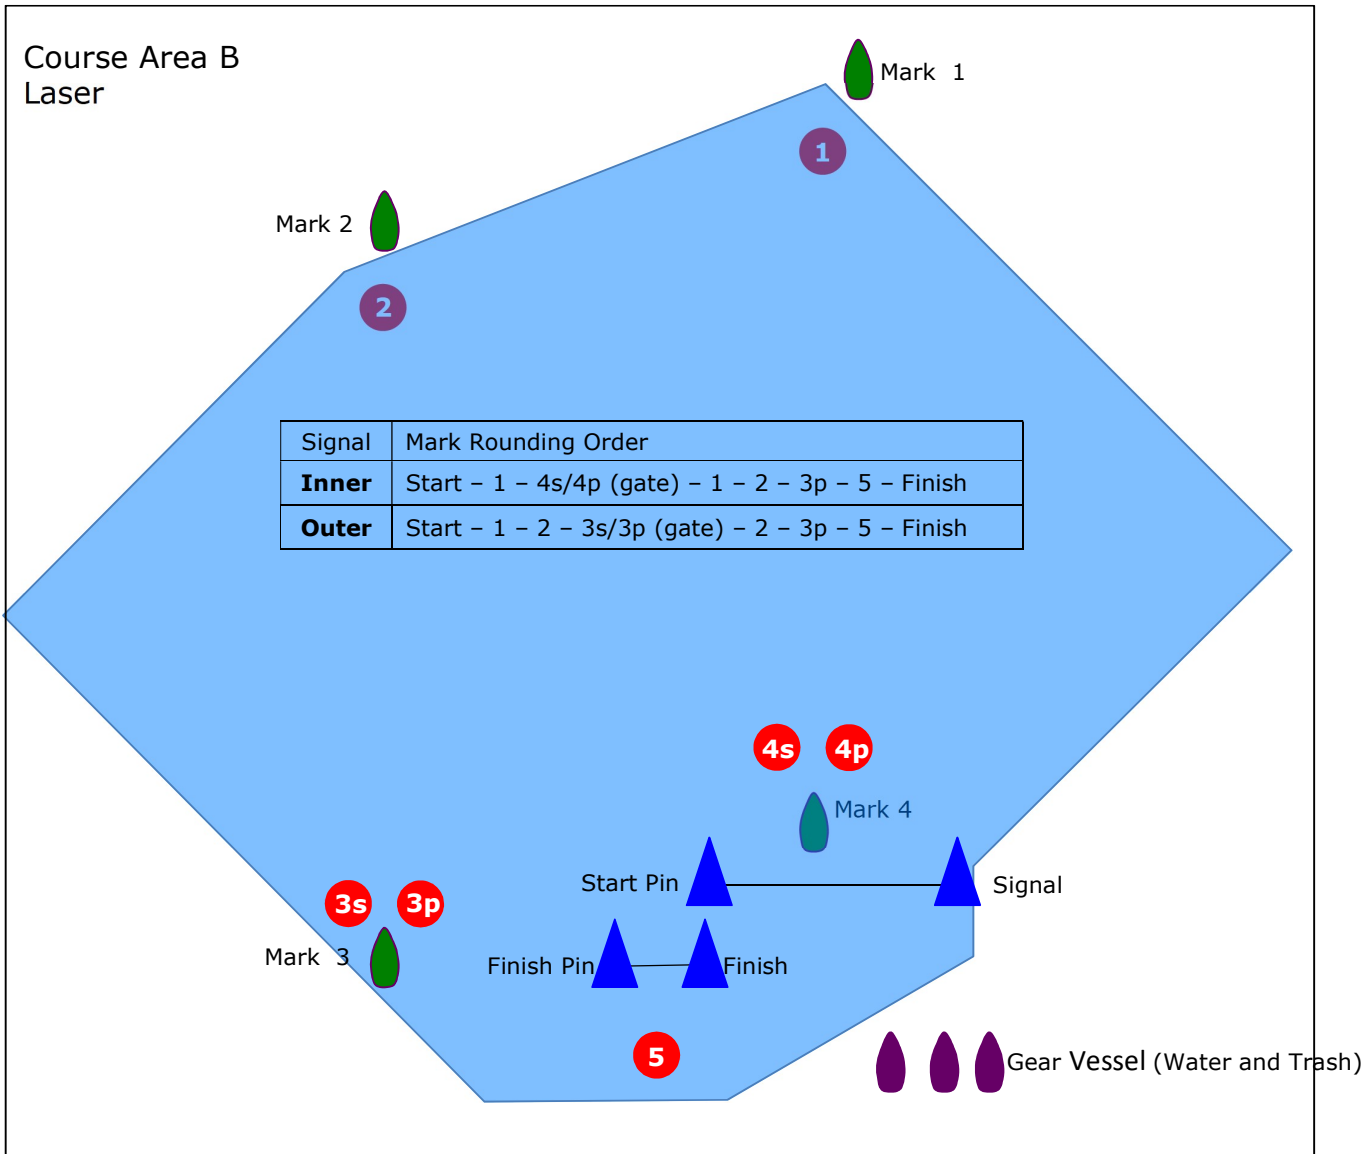 Course Area B
Laser
Mark 1
1
Mark 2
2
Signal Mark Rounding Order
Inner Start – 1 – 4s/4p (gate) – 1 – 2 – 3p – 5 – Finish
Outer Start – 1 – 2 – 3s/3p (gate) – 2 – 3p – 5 – Finish
4s 4p
Mark 4
Start Pin Signal
3s 3p
Mark 3
Finish Pin Finish
5
Gear Vessel (Water and Trash)